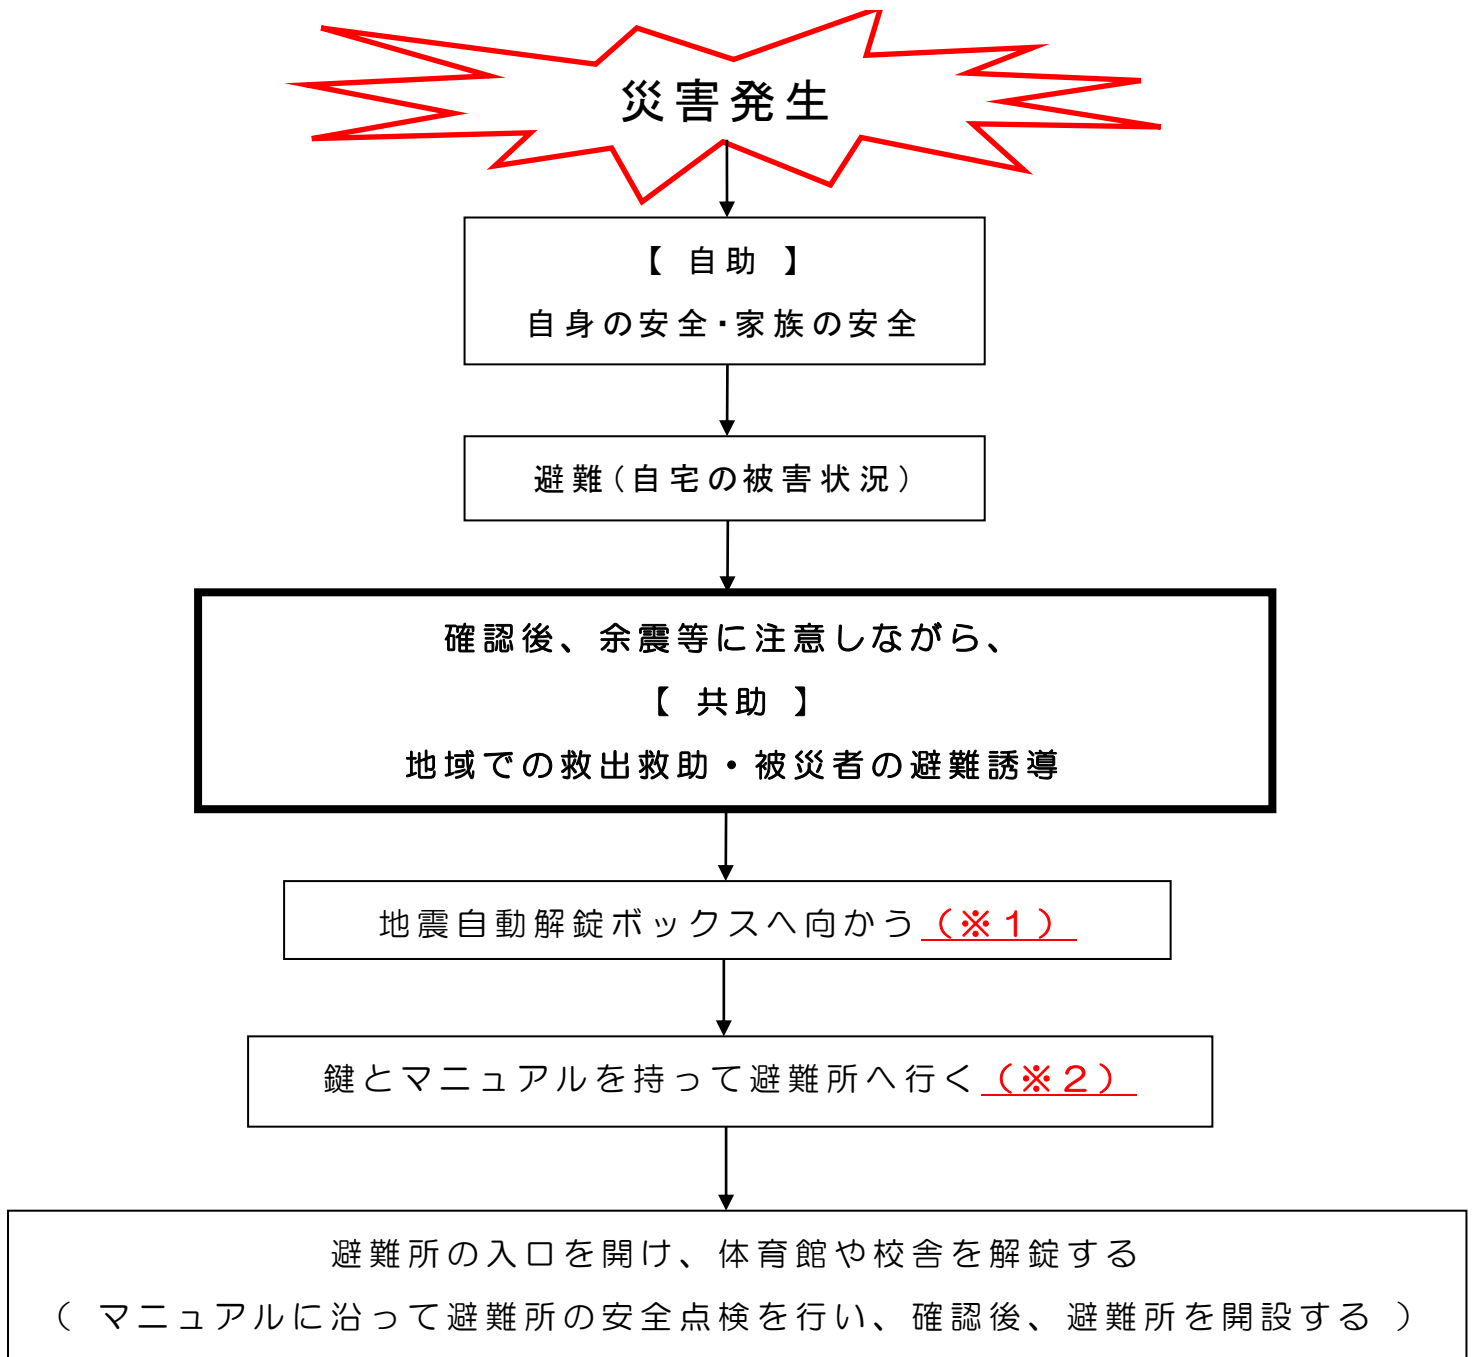 災害発生
【 自助 】
自身の安全・家族の安全
避難(自宅の被害状況)
確認後、余震等に注意しながら、
【 共助 】
地域での救出救助・被災者の避難誘導
地震自動解錠ボックスへ向かう(※1)
鍵とマニュアルを持って避難所へ行く(※2)
避難所の入口を開け、体育館や校舎を解錠する
( マニュアルに沿って避難所の安全点検を行い、確認後、避難所を開設する )